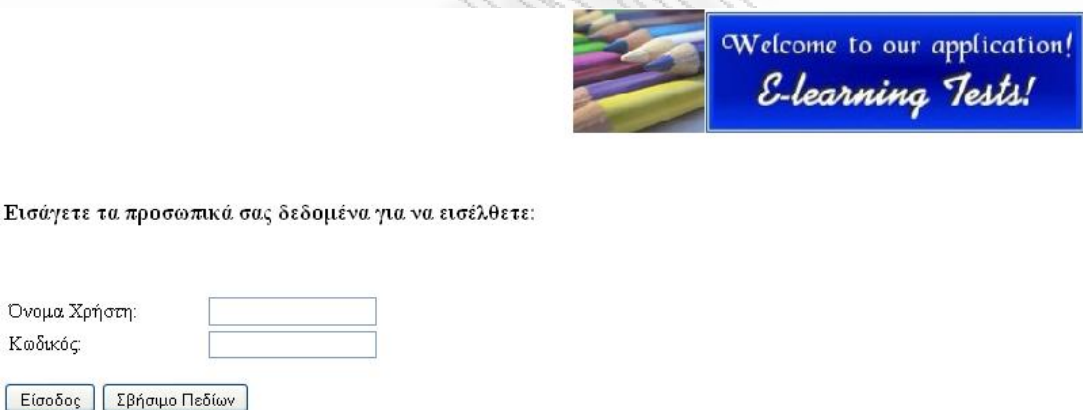 Welcome to our application!
E-learning Tests!
Εισάγετε τα προσωπικά σας δεδομένα για να εισέλθετε:
Όνομα Χρήστη:
Κωδικός:
Είσοδος Σβήσιμο Πεδίων